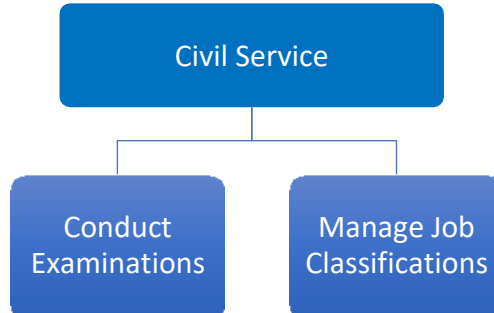 Civil Service
Conduct
Examinations
Manage Job
Classifications